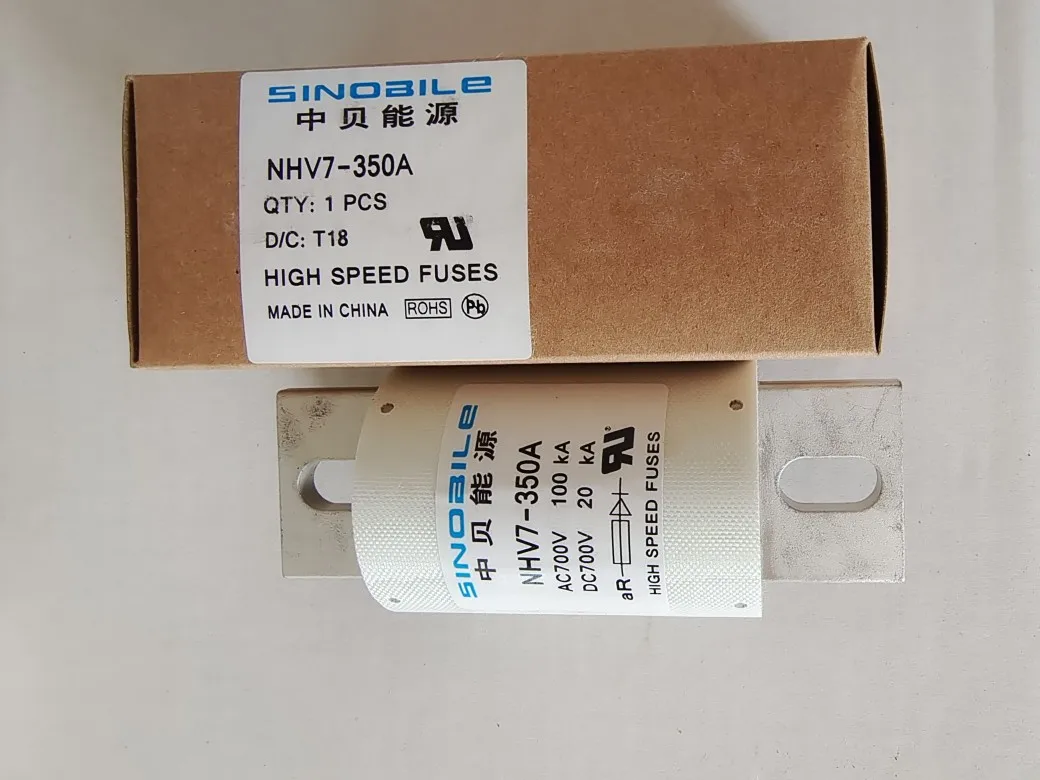 SINOBILE
中贝能源
NHV7-350A
QTY: 1 PCS
D/C: T18
HIGH SPEED FUSES
MADE IN CHINA ROHS Pb
SINOBILE
中贝能源
NHV7-350A
AC700V 100 kA
DC700V 20 kA
aR
HIGH SPEED FUSES